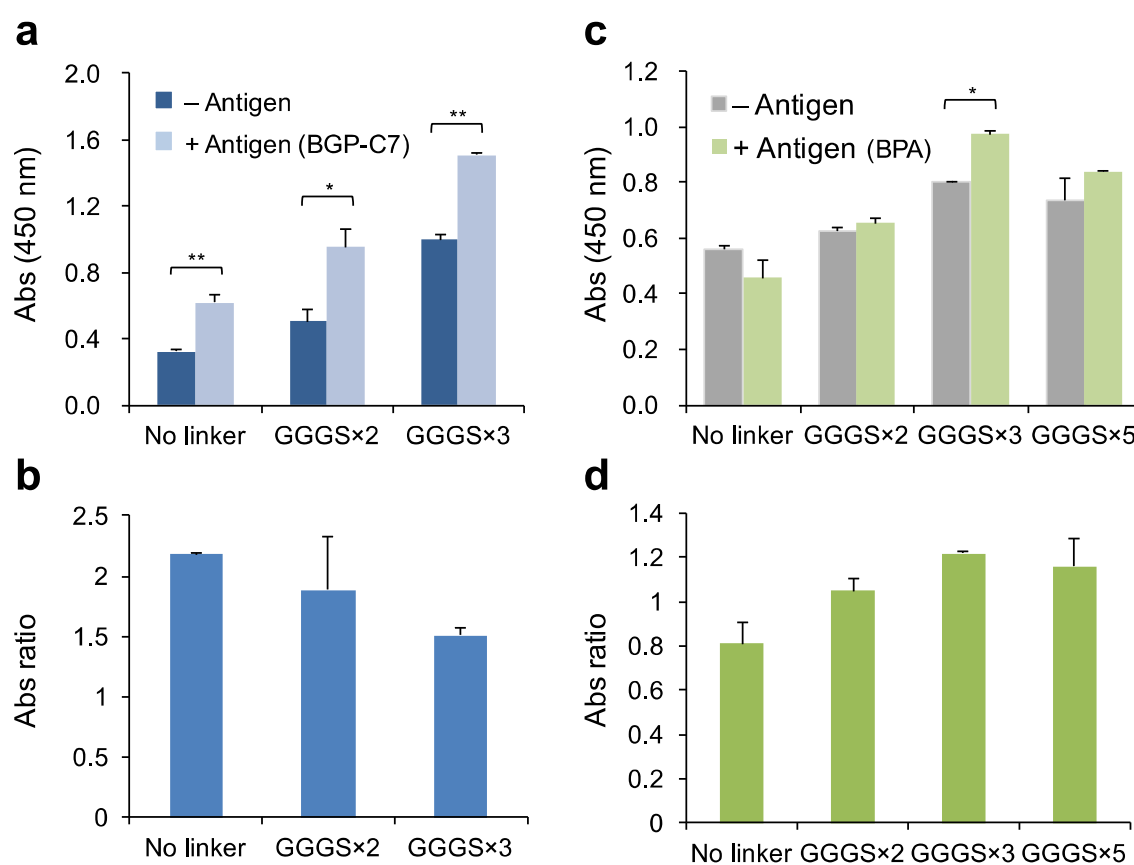 a
Abs (450 nm)
2.0
1.6
1.2
0.8
0.4
0.0
– Antigen
+ Antigen (BGP-C7)
**
*
**
No linker GGGS×2 GGGS×3
c
Abs (450 nm)
1.2
1.0
0.8
0.6
0.4
0.2
0.0
– Antigen
+ Antigen (BPA)
*
No linker GGGS×2 GGGS×3 GGGS×5
b
Abs ratio
2.5
2
1.5
1
0.5
0
No linker GGGS×2 GGGS×3
d
Abs ratio
1.4
1.2
1
0.8
0.6
0.4
0.2
0
No linker GGGS×2 GGGS×3 GGGS×5